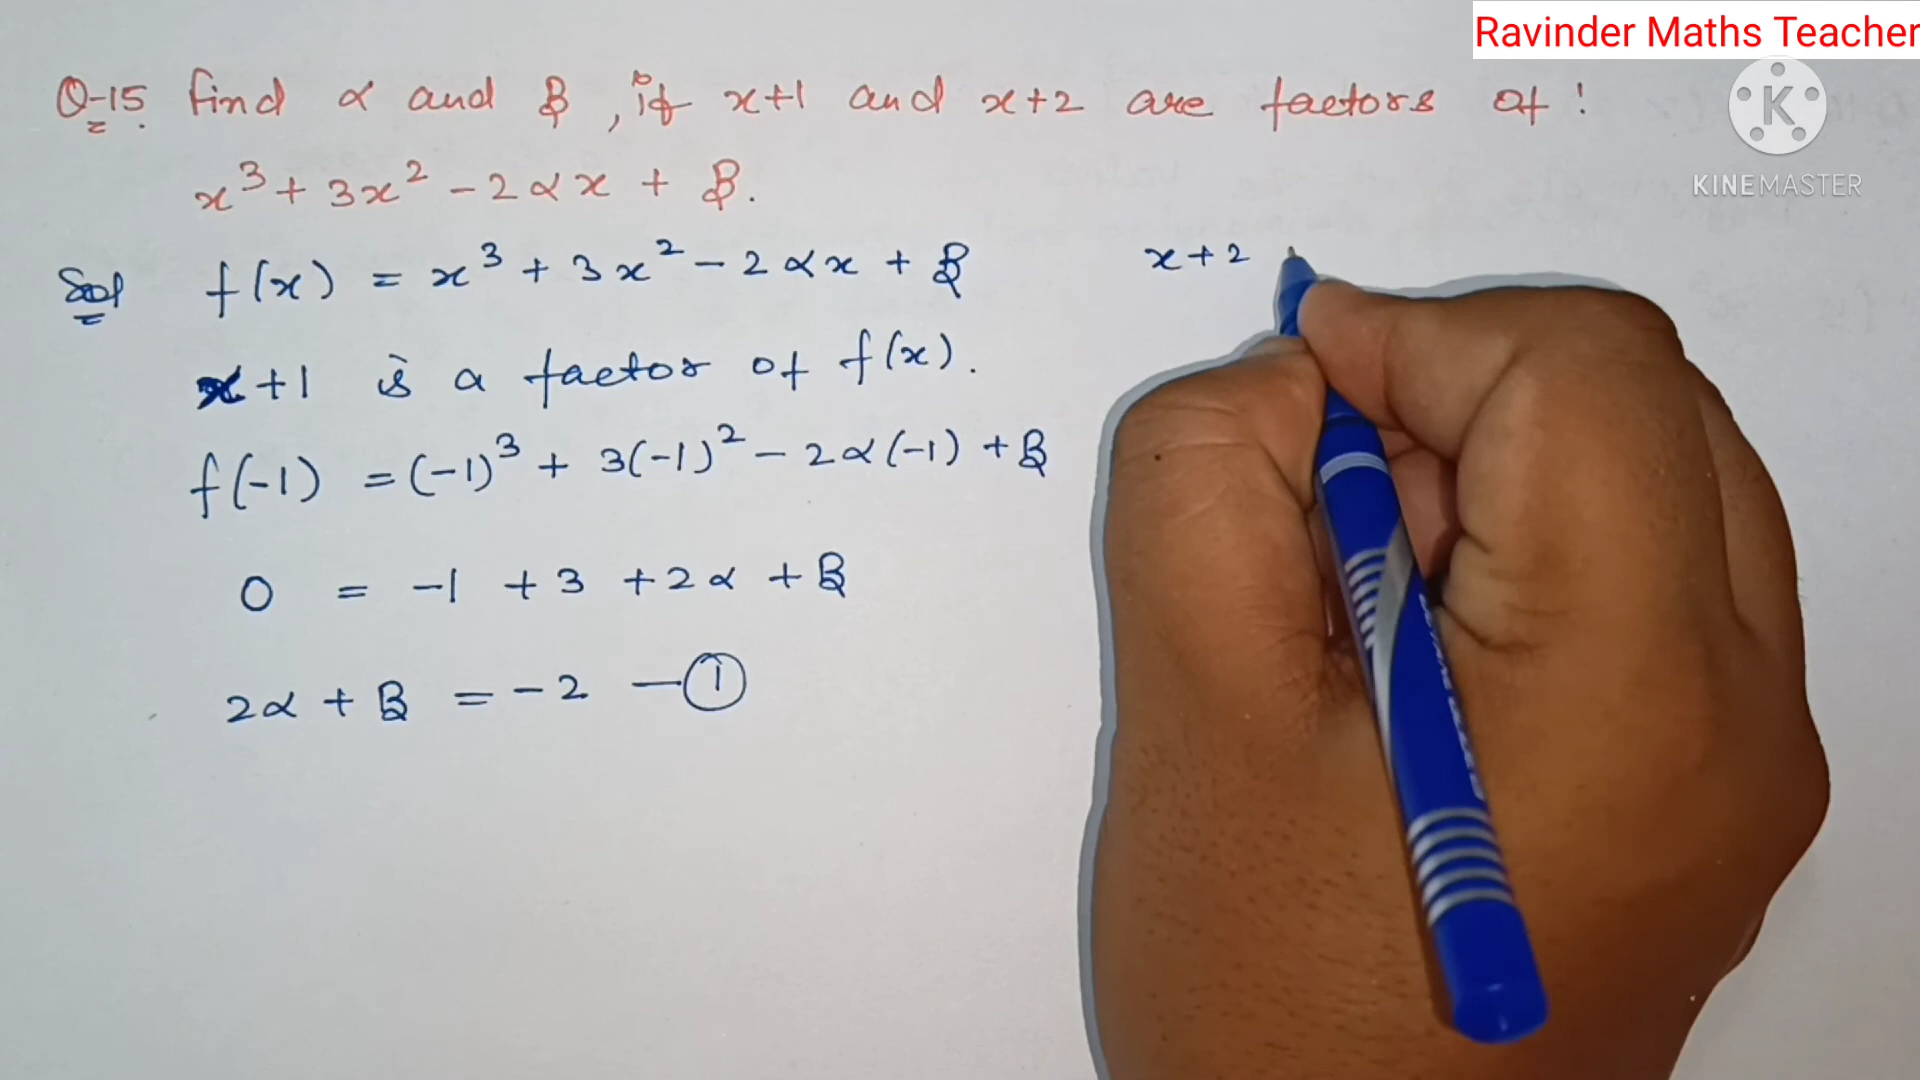 Ravinder Maths Teacher
K
KINEMASTER
Q-15. find α and β, if x+1 and x+2 are factors of :
x³ + 3x² - 2αx + β.
Sol f(x) = x³ + 3x² - 2αx + β
x+1 is a factor of f(x).
f(-1) = (-1)³ + 3(-1)² - 2α(-1) + β
0 = -1 + 3 + 2α + β
2α + β = -2 — ①
x+2